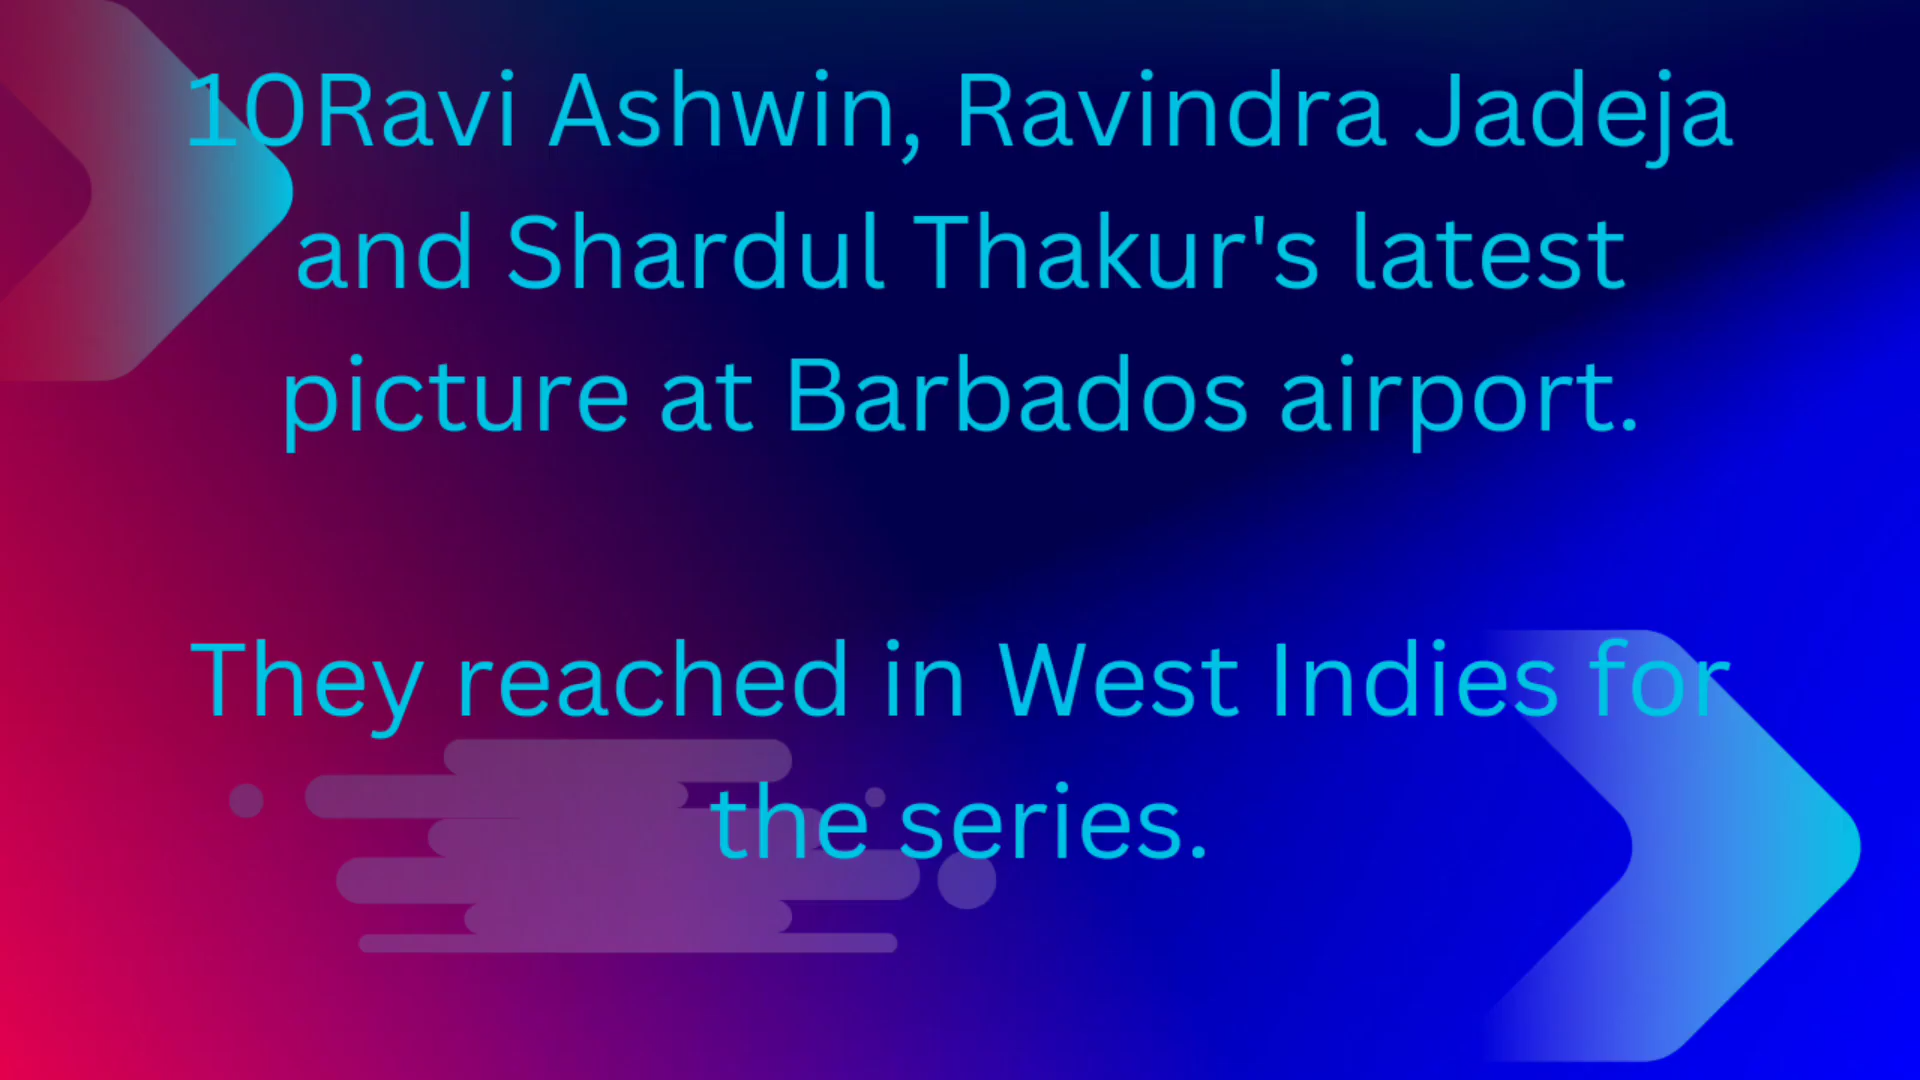 10Ravi Ashwin, Ravindra Jadeja
and Shardul Thakur's latest
picture at Barbados airport.
They reached in West Indies for
the series.